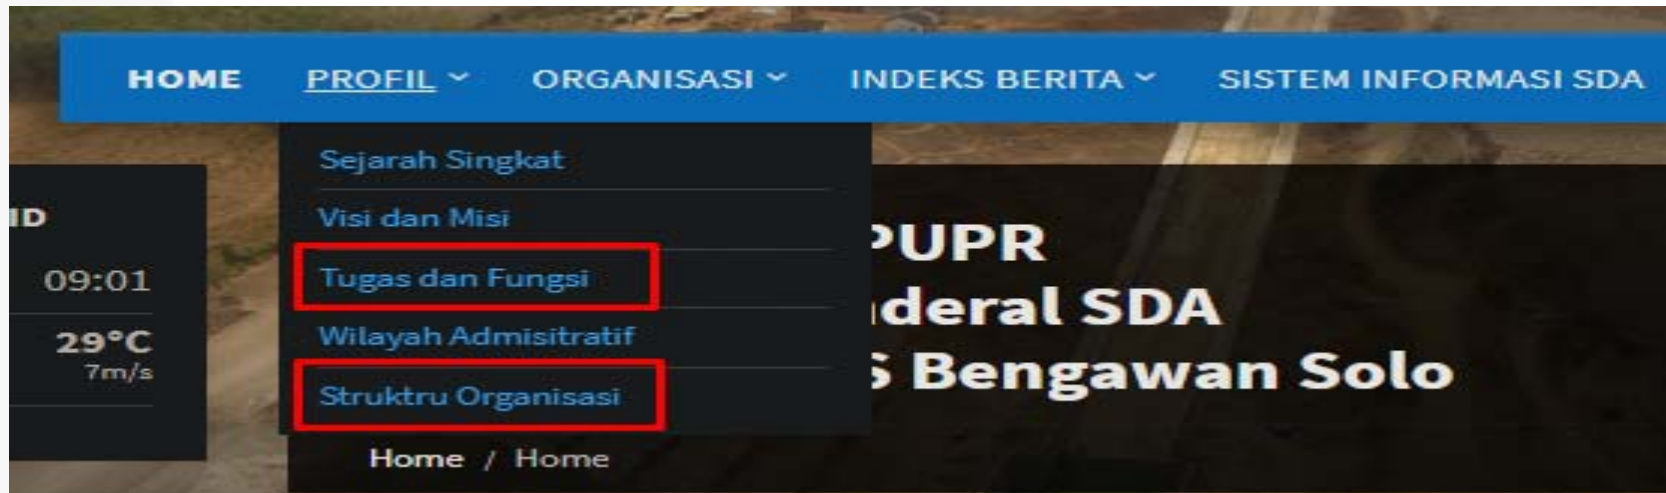 HOME PROFIL ORGANISASI INDEKS BERITA SISTEM INFORMASI SDA
Sejarah Singkat
Visi dan Misi
Tugas dan Fungsi
Wilayah Admisitratif
Struktru Organisasi
ID
09:01
29°C
7m/s
PUPR
deral SDA
S Bengawan Solo
Home / Home